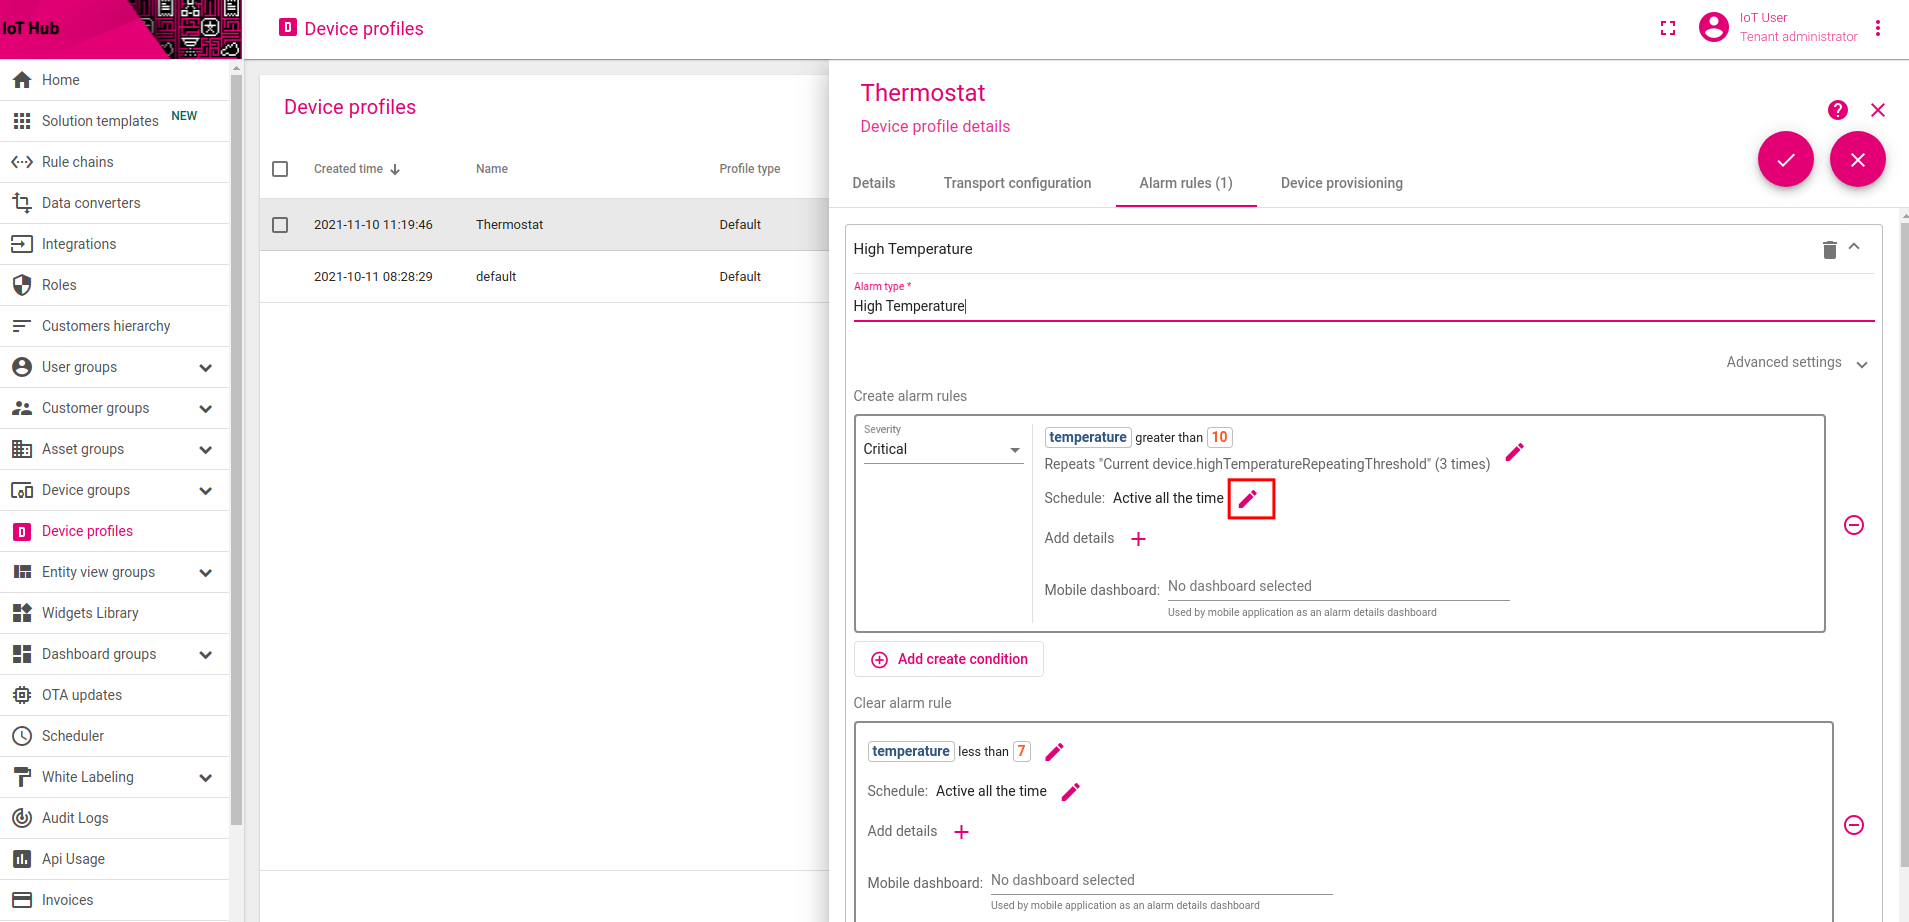 IoT Hub
Device profiles
IoT User
Tenant administrator
Home
Solution templates NEW
Rule chains
Data converters
Integrations
Roles
Customers hierarchy
User groups
Customer groups
Asset groups
Device groups
D Device profiles
Entity view groups
Widgets Library
Dashboard groups
OTA updates
Scheduler
White Labeling
Audit Logs
Api Usage
Invoices
Device profiles
Created time Name Profile type
2021-11-10 11:19:46 Thermostat Default
2021-10-11 08:28:29 default Default
Thermostat
Device profile details
Details Transport configuration Alarm rules (1) Device provisioning
High Temperature
Alarm type *
High Temperature
Advanced settings
Create alarm rules
Severity
Critical
temperature greater than 10
Repeats "Current device.highTemperatureRepeatingThreshold" (3 times)
Schedule: Active all the time
Add details
Mobile dashboard: No dashboard selected
Used by mobile application as an alarm details dashboard
Add create condition
Clear alarm rule
temperature less than 7
Schedule: Active all the time
Add details
Mobile dashboard: No dashboard selected
Used by mobile application as an alarm details dashboard